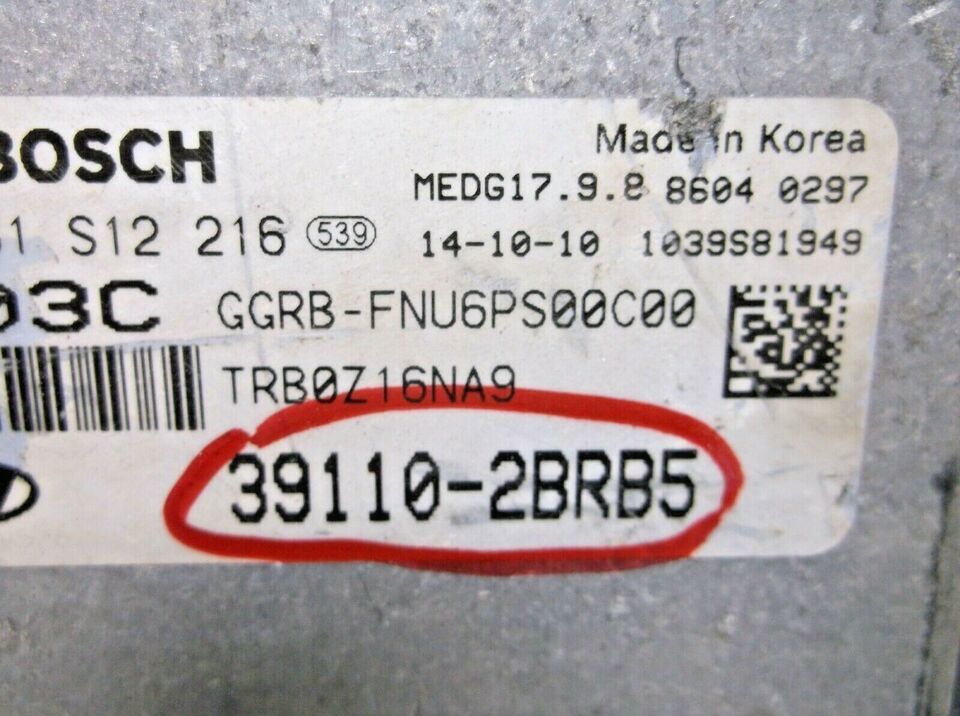 BOSCH
Made in Korea
MEDG17.9.8 8604 0297
S12 216 539
14-10-10 1039S81949
03C GGRB-FNU6PS00C00
TRB0Z16NA9
39110-2BRB5